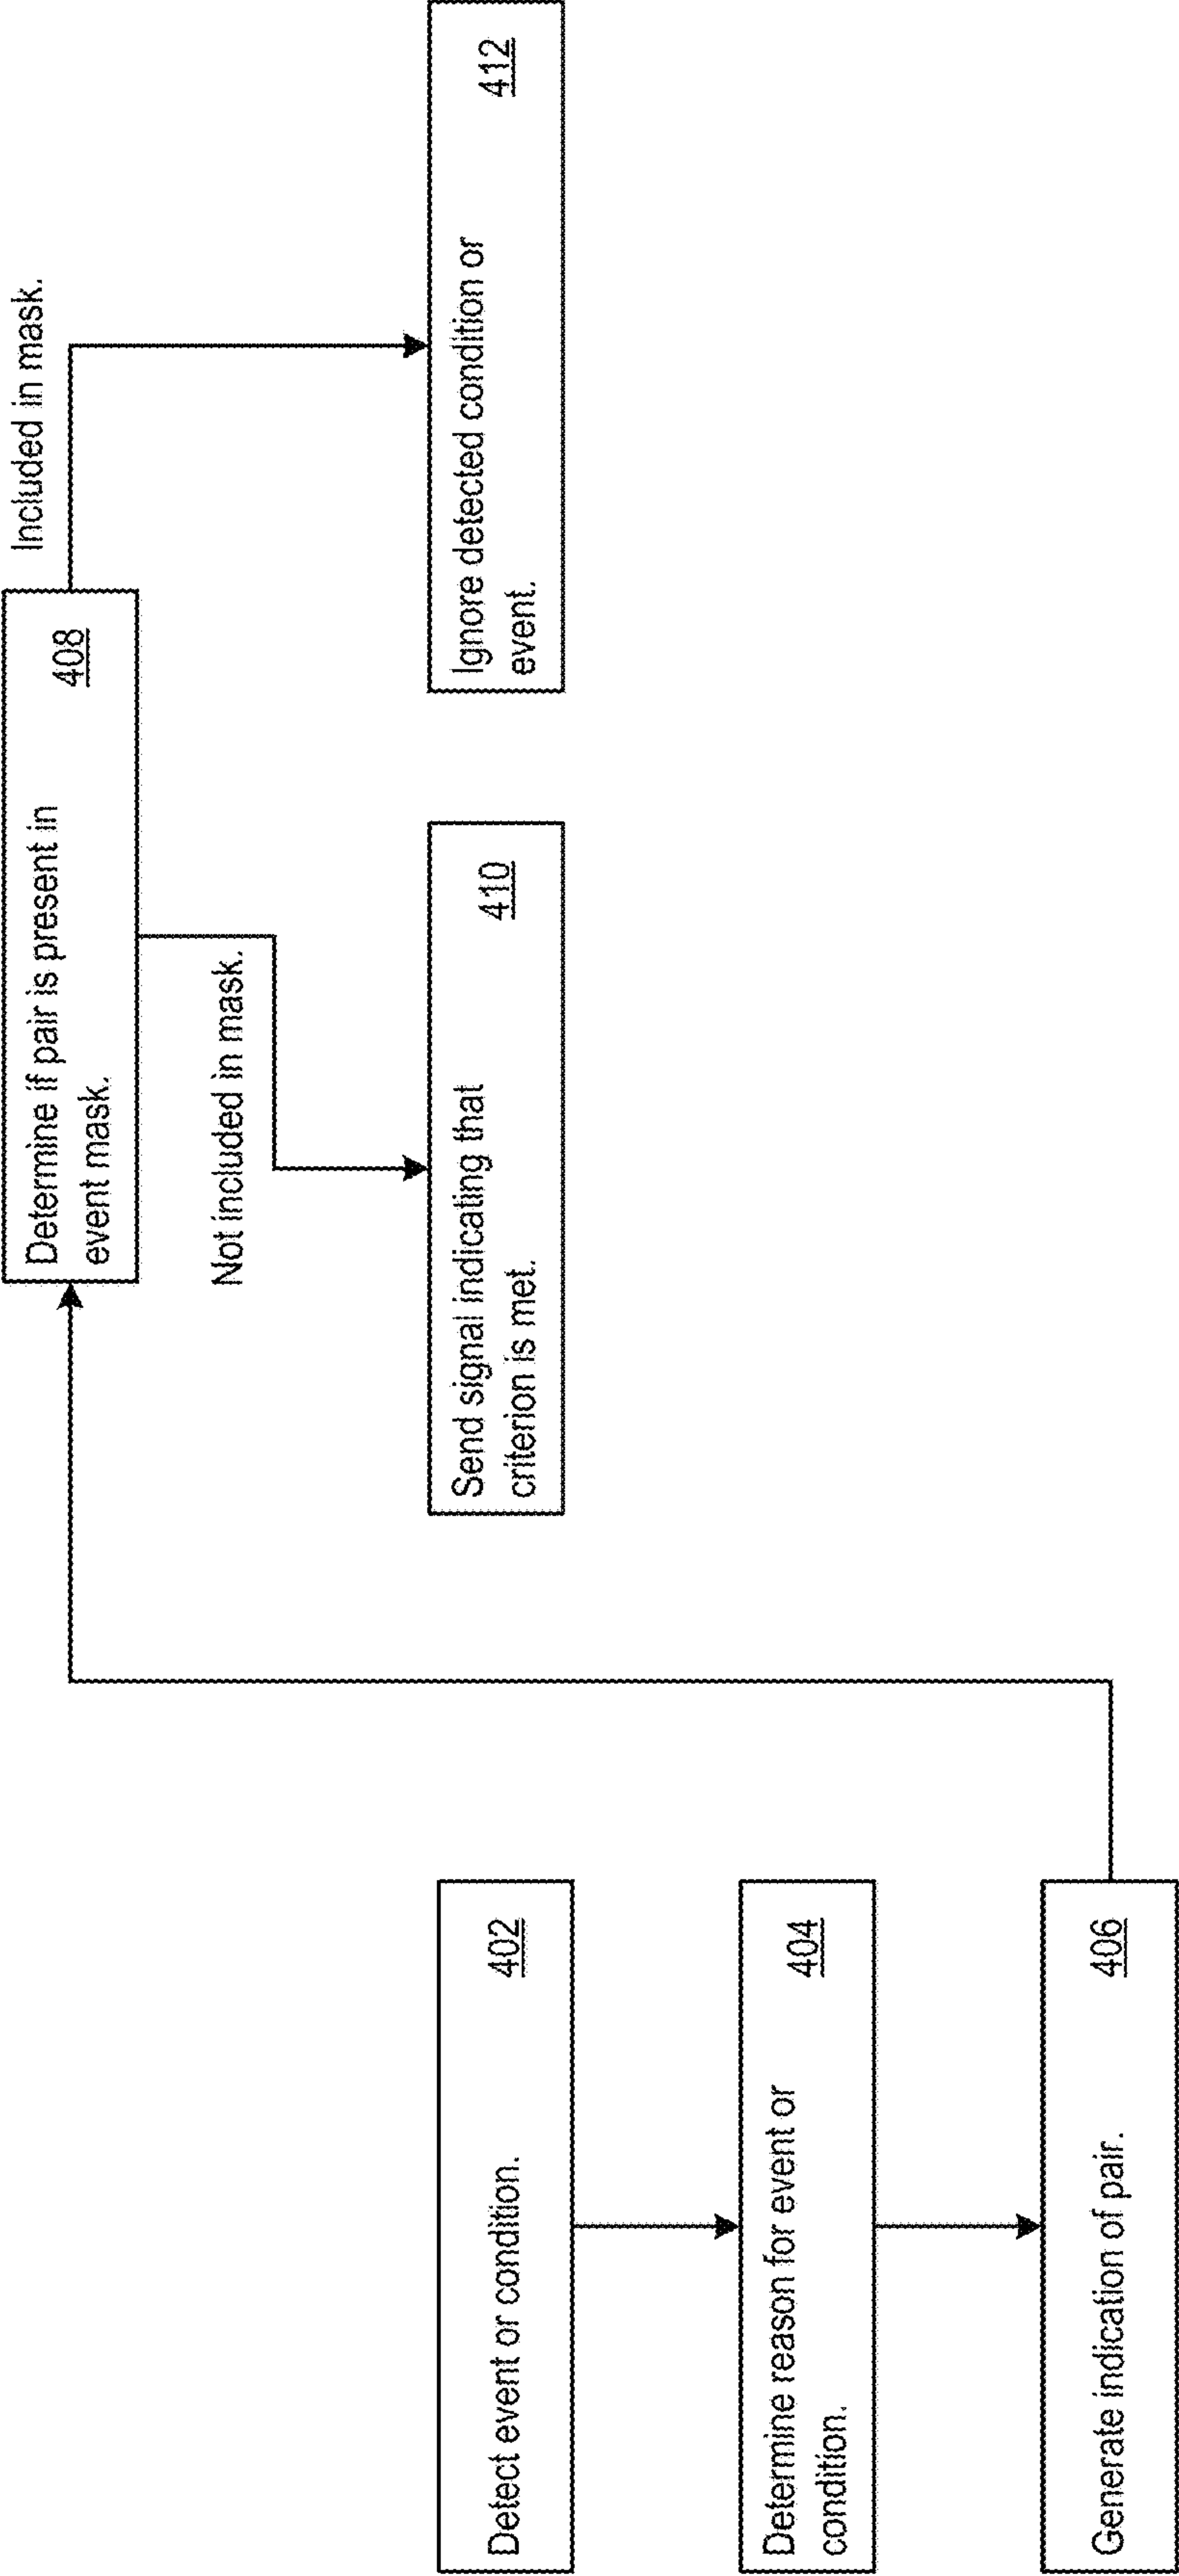 Detect event or condition.
402
Determine reason for event or
condition.
404
Generate indication of pair.
406
Determine if pair is present in
event mask.
408
Not included in mask.
Included in mask.
Send signal indicating that
criterion is met.
410
Ignore detected condition or
event.
412